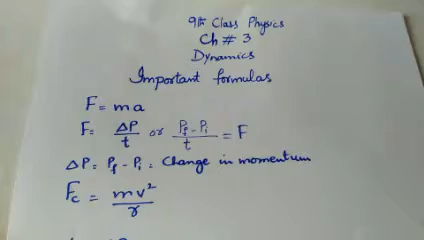 9th Class Physics
Ch # 3
Dynamics
Important formulas
F = ma
F = ΔP/t or Pf - Pi/t = F
ΔP = Pf - Pi = Change in momentum
Fc = mv²/r